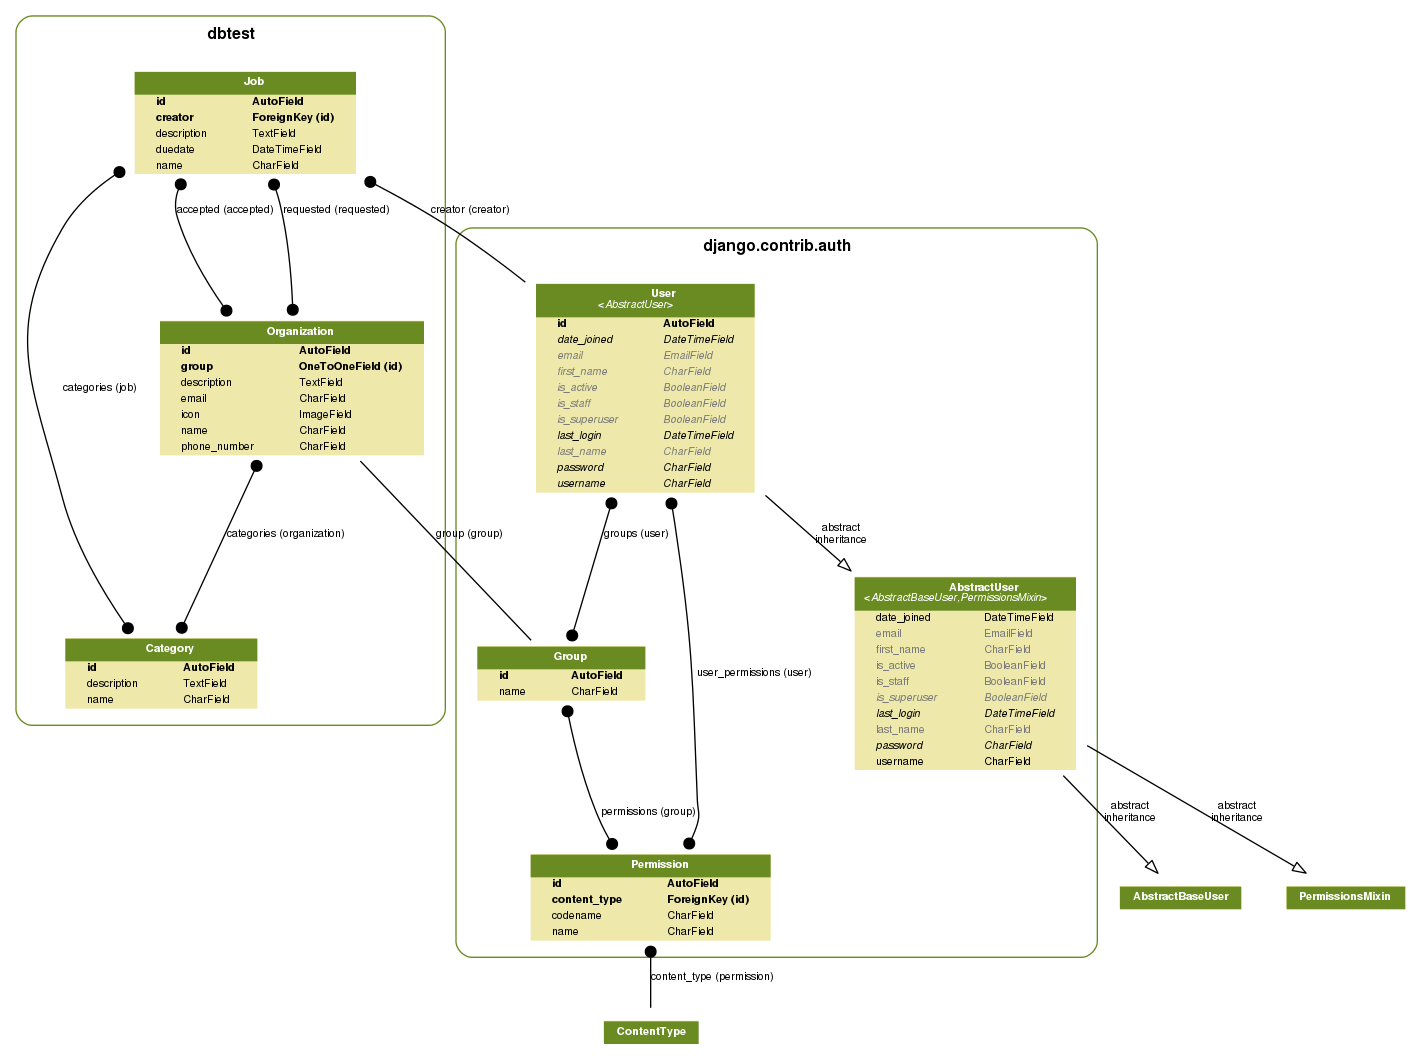 dbtest
Job
id AutoField
creator ForeignKey (id)
description TextField
duedate DateTimeField
name CharField
accepted (accepted) requested (requested) creator (creator)
django.contrib.auth
User
<AbstractUser>
id AutoField
date_joined DateTimeField
email EmailField
first_name CharField
is_active BooleanField
is_staff BooleanField
is_superuser BooleanField
last_login DateTimeField
last_name CharField
password CharField
username CharField
Organization
id AutoField
group OneToOneField (id)
description TextField
email CharField
icon ImageField
name CharField
phone_number CharField
categories (job)
categories (organization)
group (group)
groups (user)
abstract
inheritance
AbstractUser
<AbstractBaseUser,PermissionsMixin>
date_joined DateTimeField
email EmailField
first_name CharField
is_active BooleanField
is_staff BooleanField
is_superuser BooleanField
last_login DateTimeField
last_name CharField
password CharField
username CharField
Category
id AutoField
description TextField
name CharField
Group
id AutoField
name CharField
user_permissions (user)
permissions (group)
abstract
inheritance
abstract
inheritance
Permission
id AutoField
content_type ForeignKey (id)
codename CharField
name CharField
AbstractBaseUser
PermissionsMixin
content_type (permission)
ContentType